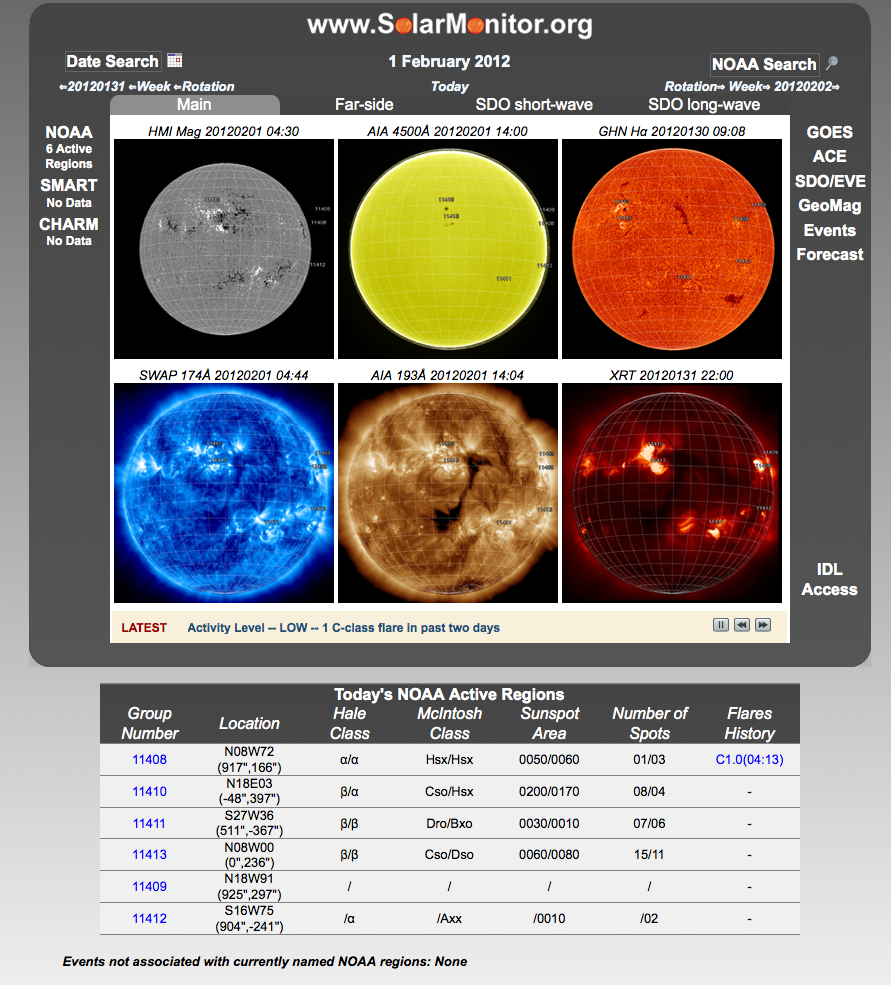 www.SolarMonitor.org
Date Search
1 February 2012
NOAA Search
⇐20120131 ⇐Week ⇐Rotation
Today
Rotation⇒ Week⇒ 20120202⇒
Main
Far-side
SDO short-wave
SDO long-wave
NOAA
6 Active
Regions
SMART
No Data
CHARM
No Data
HMI Mag 20120201 04:30
AIA 4500Å 20120201 14:00
GHN Hα 20120130 09:08
11409
11408
11412
SWAP 174Å 20120201 04:44
AIA 193Å 20120201 14:04
XRT 20120131 22:00
GOES
ACE
SDO/EVE
GeoMag
Events
Forecast
IDL
Access
LATEST Activity Level -- LOW -- 1 C-class flare in past two days
Today's NOAA Active Regions
Group Number Location Hale Class McIntosh Class Sunspot Area Number of Spots Flares History
11408 N08W72 (917",166") α/α Hsx/Hsx 0050/0060 01/03 C1.0(04:13)
11410 N18E03 (-48",397") β/α Cso/Hsx 0200/0170 08/04 -
11411 S27W36 (511",-367") β/β Dro/Bxo 0030/0010 07/06 -
11413 N08W00 (0",236") β/β Cso/Dso 0060/0080 15/11 -
11409 N18W91 (925",297") / / / / -
11412 S16W75 (904",-241") /α /Axx /0010 /02 -
Events not associated with currently named NOAA regions: None